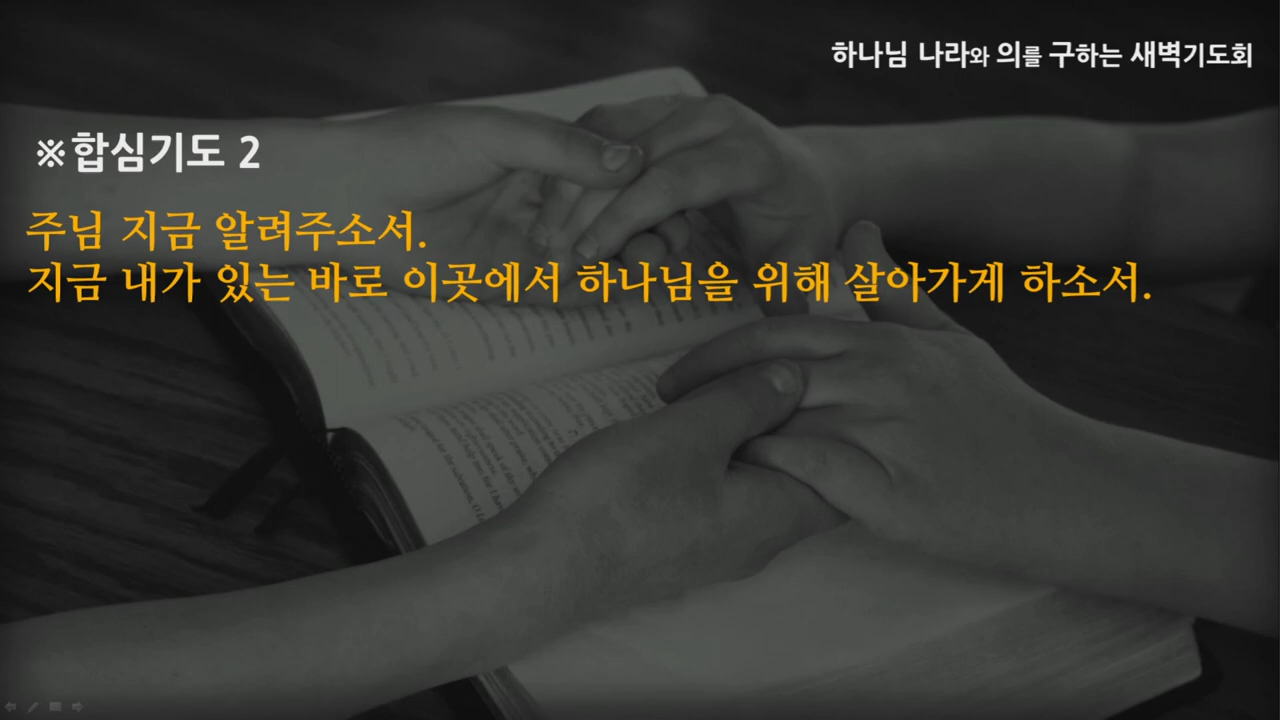 하나님 나라와 의를 구하는 새벽기도회
※합심기도 2
주님 지금 알려주소서.
지금 내가 있는 바로 이곳에서 하나님을 위해 살아가게 하소서.